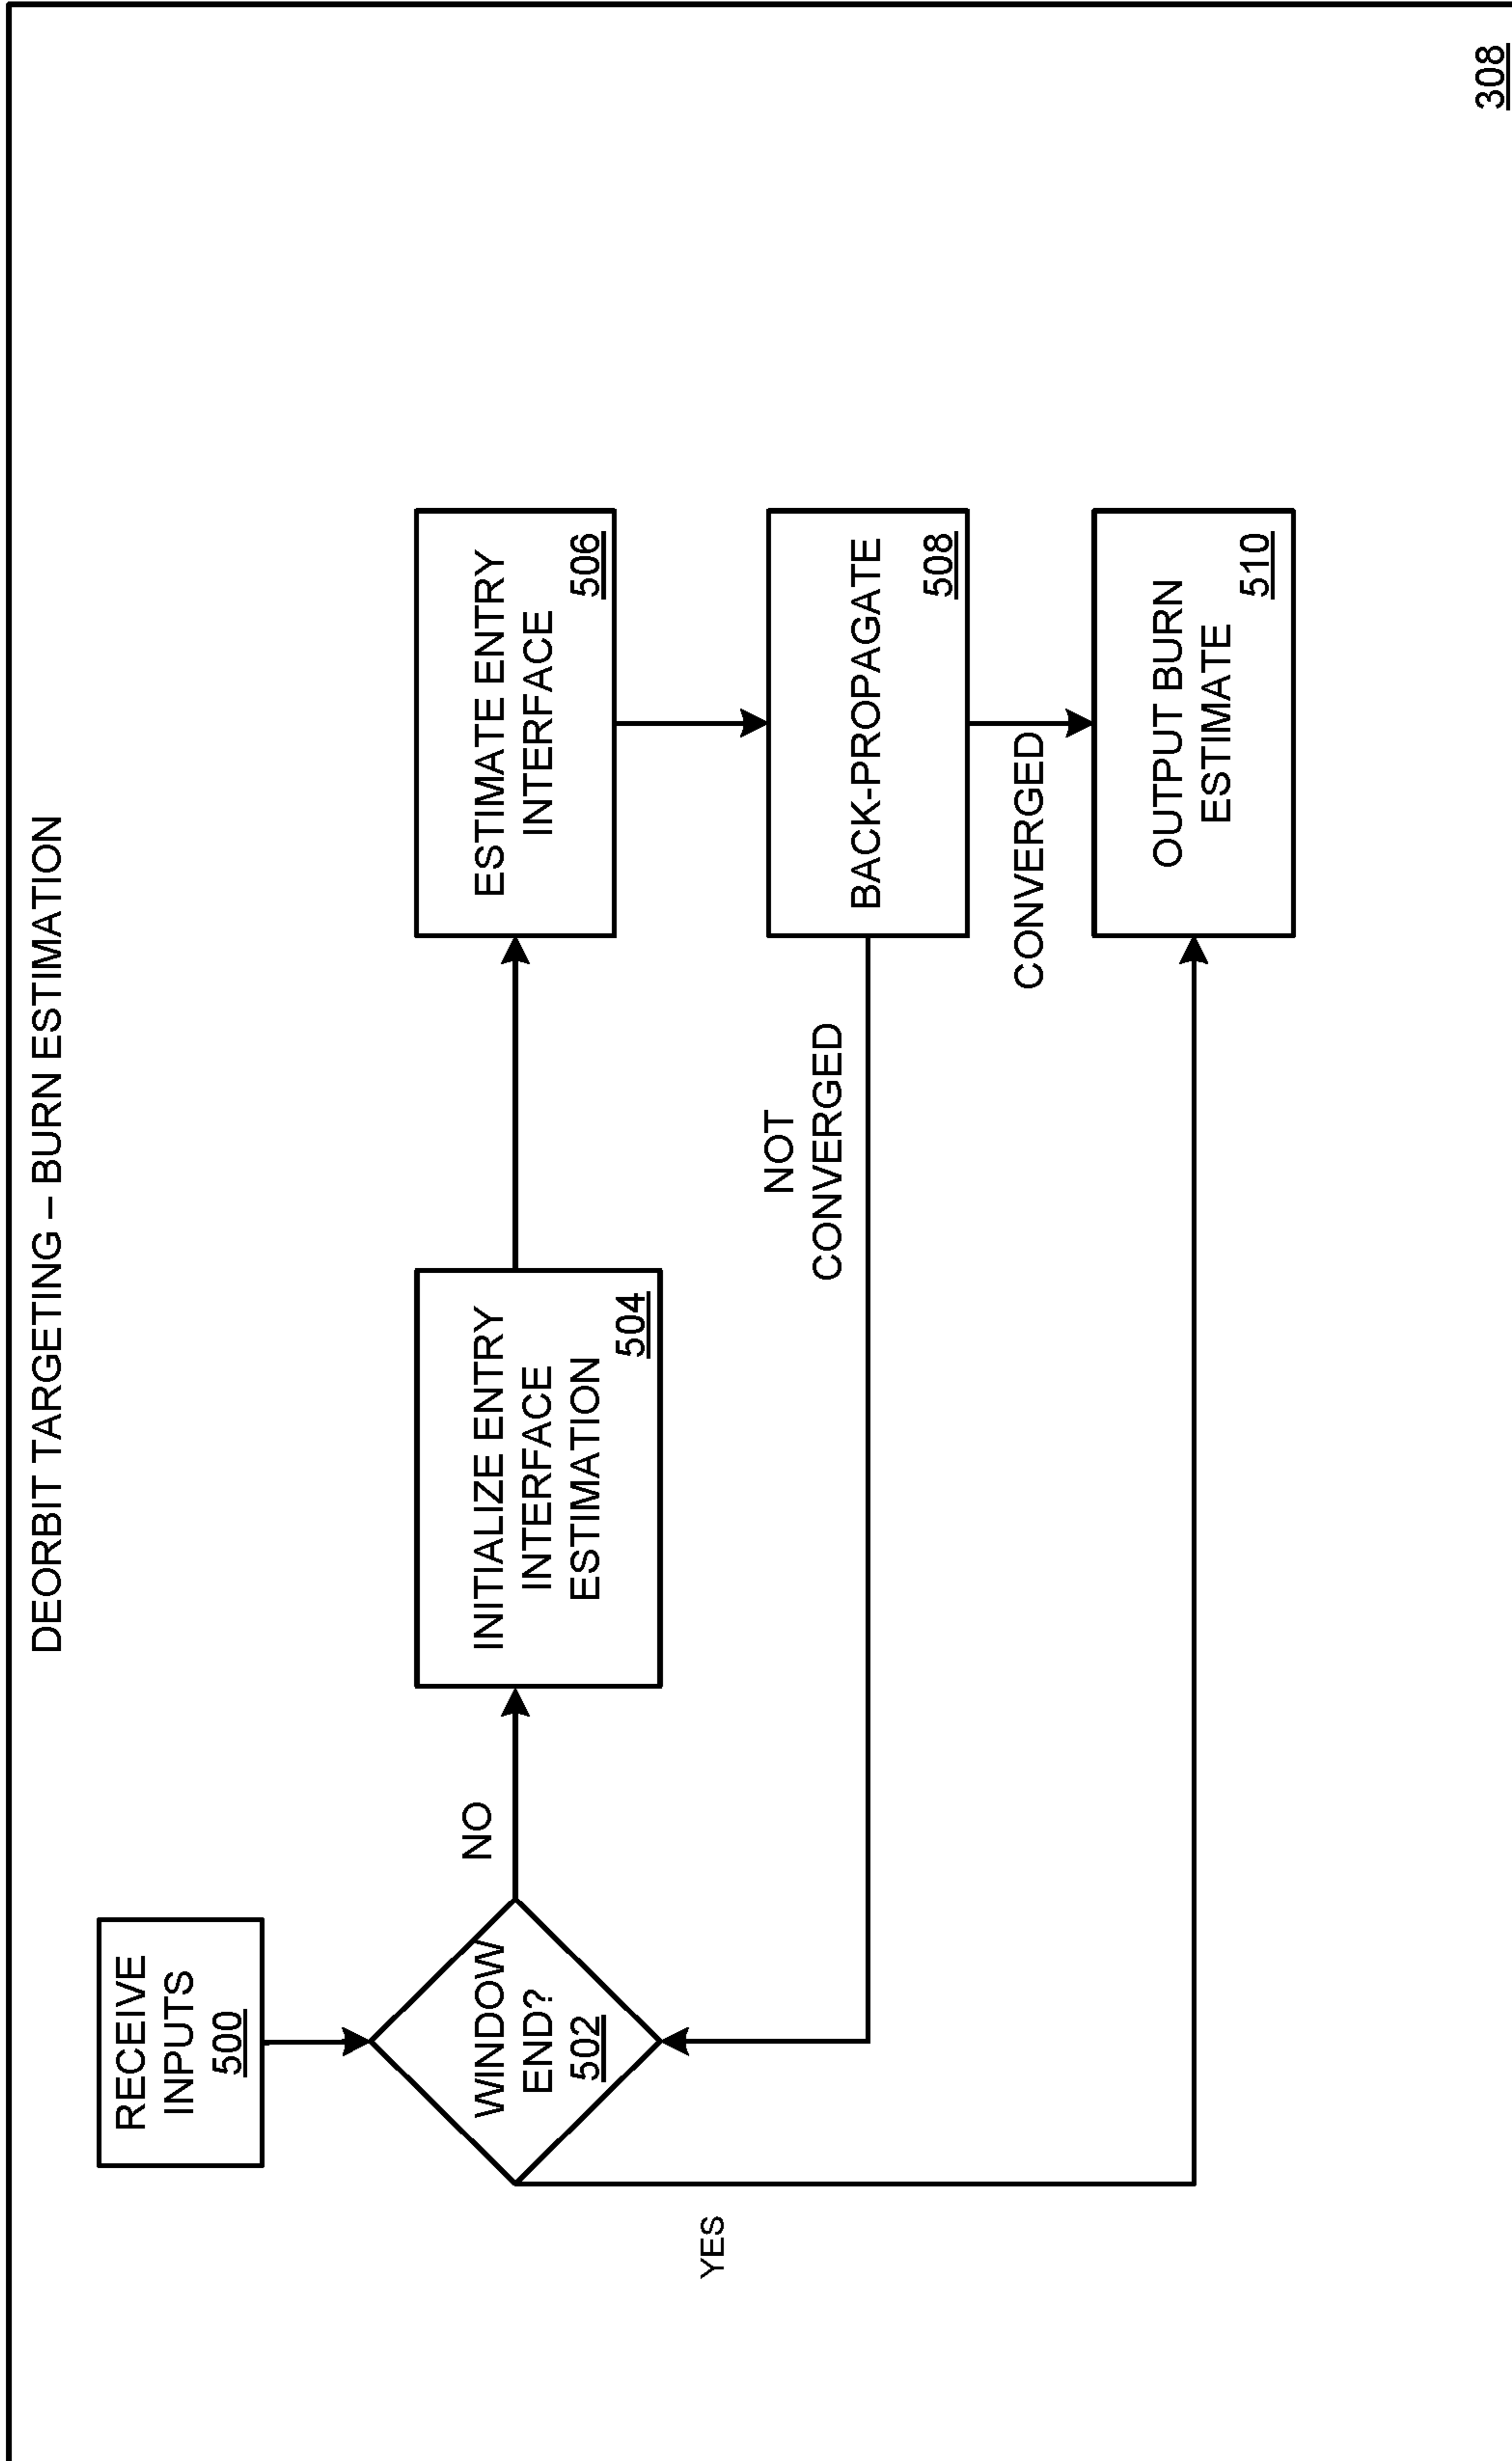 DEORBIT TARGETING – BURN ESTIMATION
RECEIVE
INPUTS
500
WINDOW
END?
502
NO
INITIALIZE ENTRY
INTERFACE
ESTIMATION
504
ESTIMATE ENTRY
INTERFACE
506
NOT
CONVERGED
BACK-PROPAGATE
508
CONVERGED
YES
OUTPUT BURN
ESTIMATE
510
308